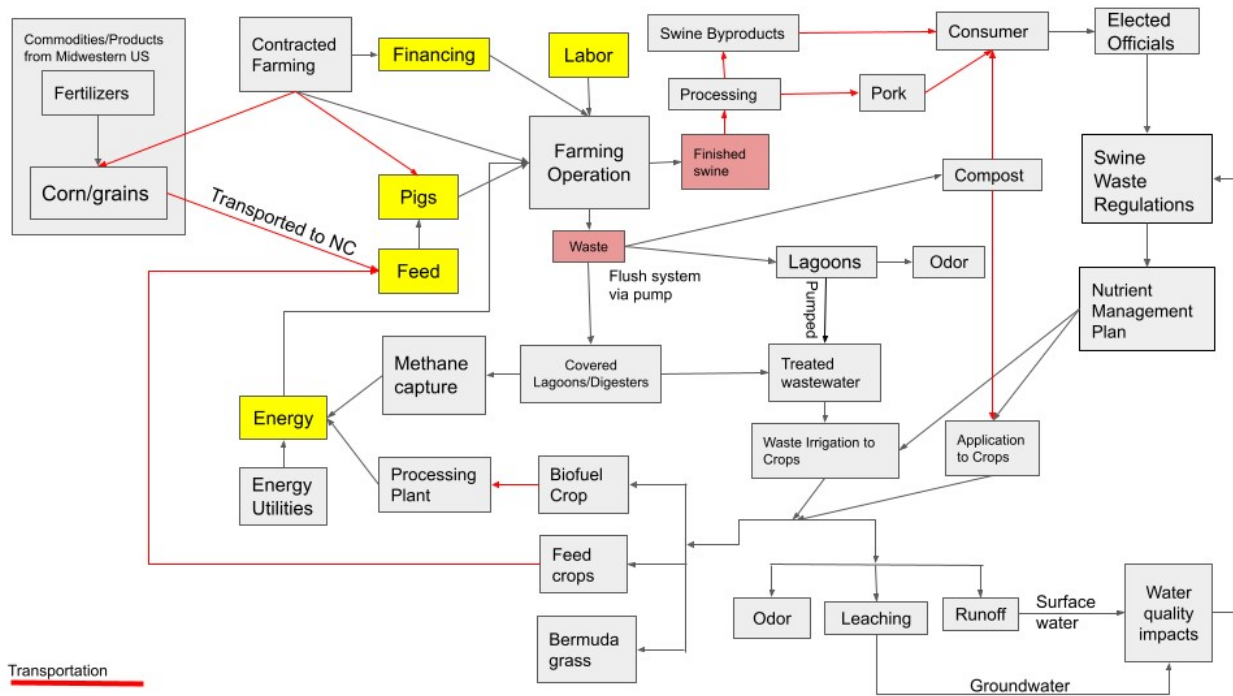 Commodities/Products
from Midwestern US
Fertilizers
Corn/grains
Contracted
Farming
Financing
Labor
Swine Byproducts
Consumer
Elected
Officials
Processing
Pork
Farming
Operation
Finished
swine
Swine
Waste
Regulations
Pigs
Transported to NC
Feed
Compost
Waste
Flush system
via pump
Lagoons
Odor
Pumped
Nutrient
Management
Plan
Methane
capture
Covered
Lagoons/Digesters
Treated
wastewater
Energy
Waste Irrigation to
Crops
Application
to Crops
Energy
Utilities
Processing
Plant
Biofuel
Crop
Feed
crops
Bermuda
grass
Odor
Leaching
Runoff
Surface
water
Water
quality
impacts
Groundwater
Transportation